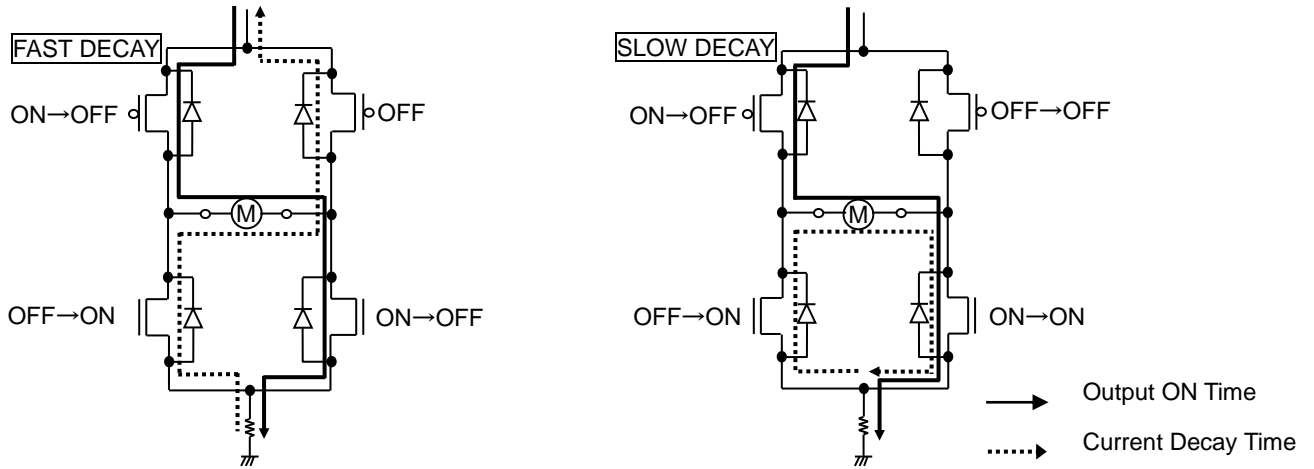 FAST DECAY
ON→OFF
OFF
M
OFF→ON
ON→OFF
SLOW DECAY
ON→OFF
OFF→OFF
M
OFF→ON
ON→ON
Output ON Time
Current Decay Time